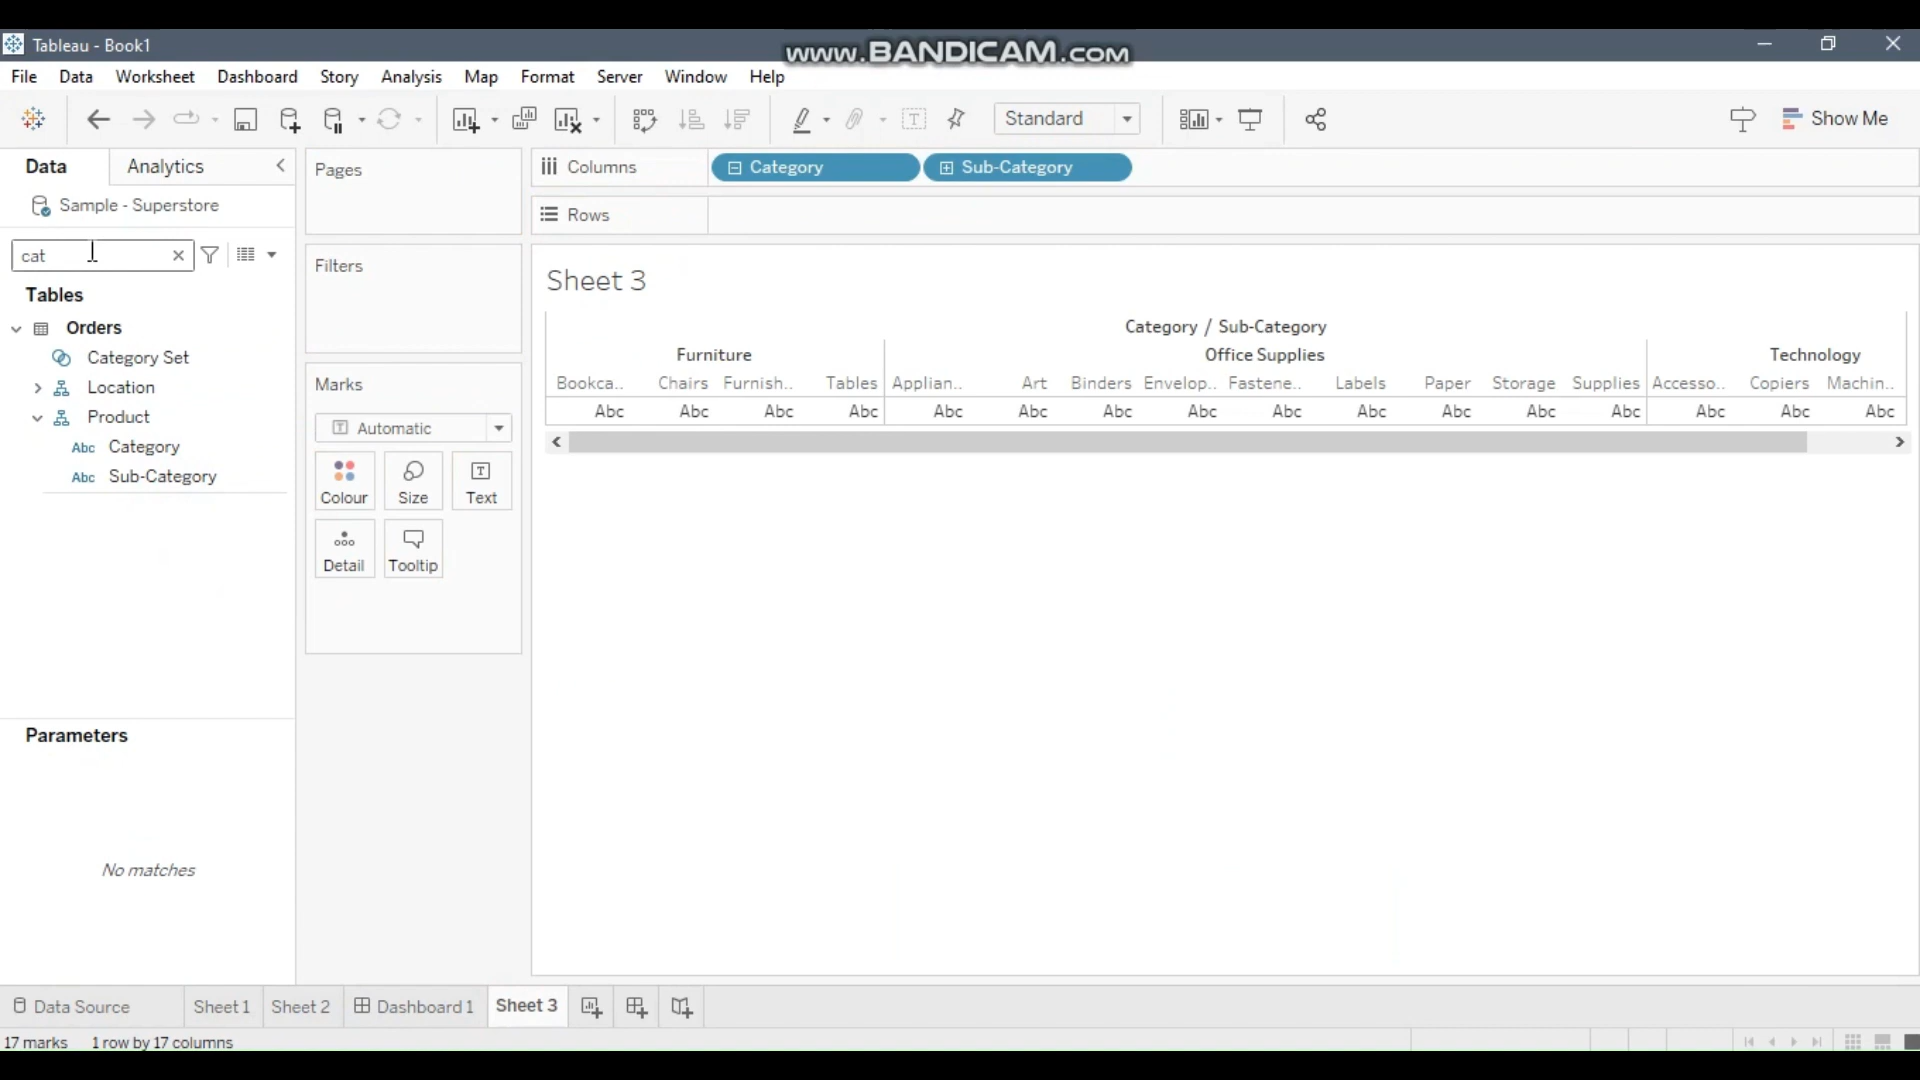 Tableau - Book1
www.BANDICAM.com
File Data Worksheet Dashboard Story Analysis Map Format Server Window Help
Standard
Show Me
Data Analytics
Sample - Superstore
cat
Tables
Orders
Category Set
Location
Product
Abc Category
Abc Sub-Category
Parameters
No matches
Pages
Filters
Marks
Automatic
Colour Size Text
Detail Tooltip
Columns Category Sub-Category
Rows
Sheet 3
Category / Sub-Category
Furniture Office Supplies Technology
Bookca.. Chairs Furnish.. Tables Applian.. Art Binders Envelop.. Fastene.. Labels Paper Storage Supplies Accesso.. Copiers Machin..
Abc Abc Abc Abc Abc Abc Abc Abc Abc Abc Abc Abc Abc Abc Abc Abc
Data Source Sheet 1 Sheet 2 Dashboard 1 Sheet 3
17 marks 1 row by 17 columns